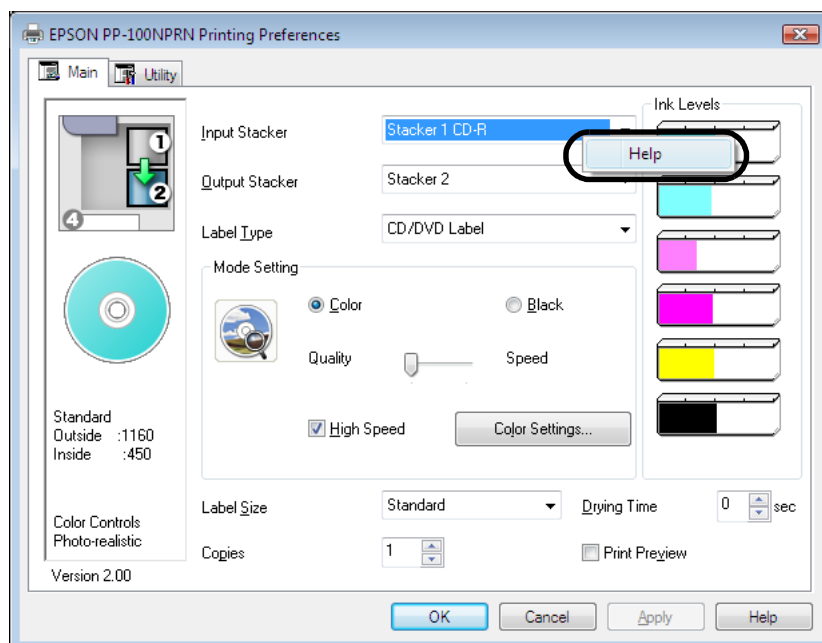 EPSON PP-100NPRN Printing Preferences
Main
Utility
1
2
4
Standard
Outside :1160
Inside :450
Color Controls
Photo-realistic
Version 2.00
Input Stacker
Stacker 1 CD-R
Help
Output Stacker
Stacker 2
Label Type
CD/DVD Label
Mode Setting
Color
Black
Quality
Speed
High Speed
Color Settings...
Label Size
Standard
Drying Time
0
sec
Copies
1
Print Preview
Ink Levels
OK
Cancel
Apply
Help